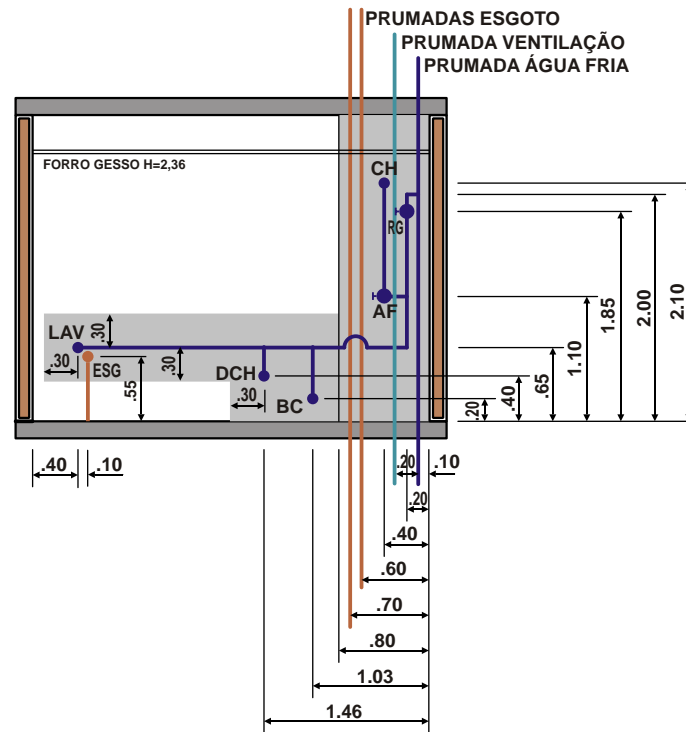 PRUMADAS ESGOTO
PRUMADA VENTILAÇÃO
PRUMADA ÁGUA FRIA
FORRO GESSO H=2,36
CH
RG
AF
LAV
ESG
DCH
BC
.30
.30
.30
.30
.55
.20
.40
.65
1.10
1.85
2.00
2.10
.40
.10
.20
.10
.20
.40
.60
.70
.80
1.03
1.46